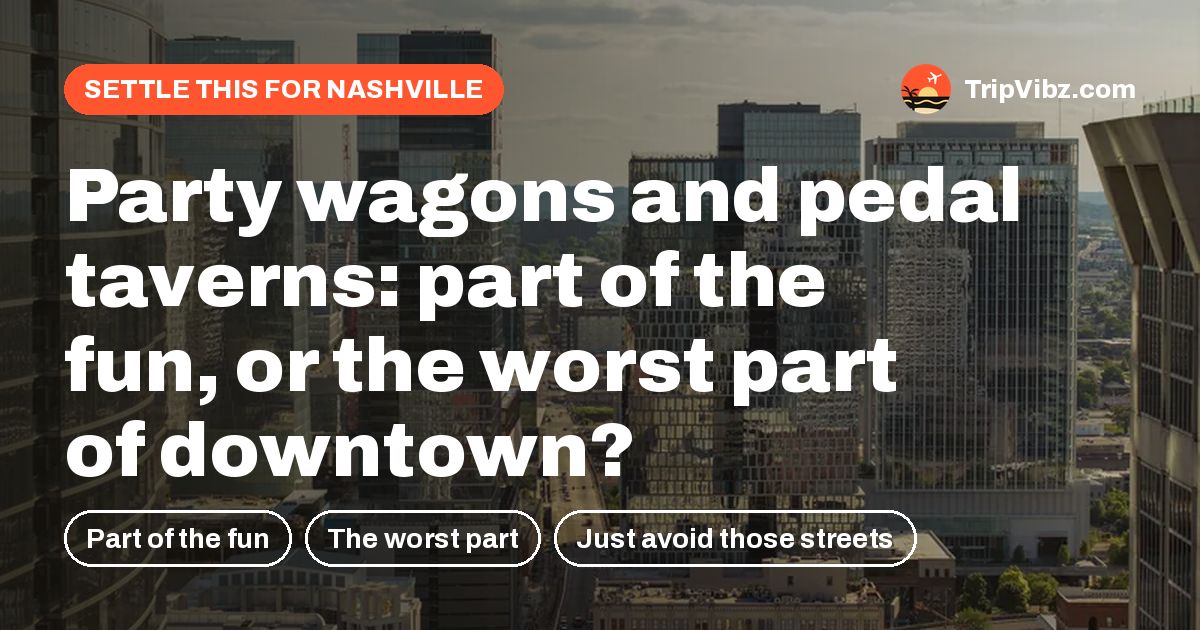 SETTLE THIS FOR NASHVILLE
TripVibz.com
Party wagons and pedal
taverns: part of the
fun, or the worst part
of downtown?
Part of the fun
The worst part
Just avoid those streets